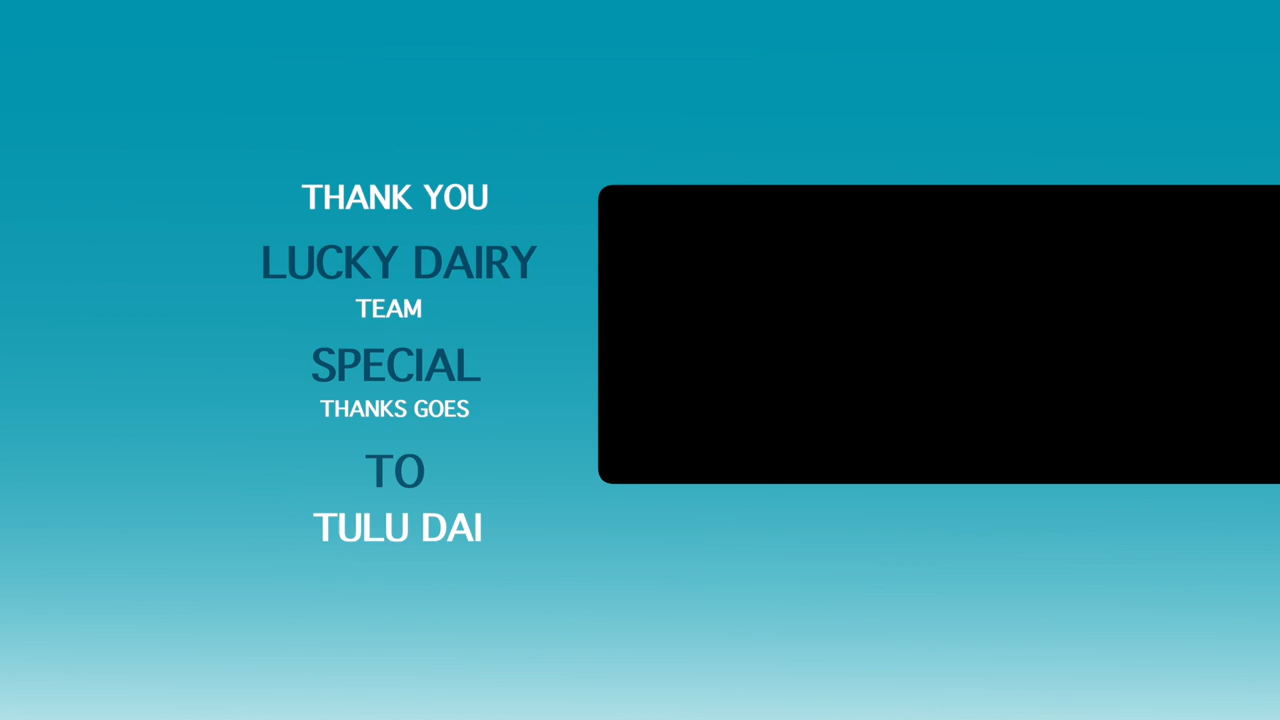 THANK YOU
LUCKY DAIRY
TEAM
SPECIAL
THANKS GOES
TO
TULU DAI